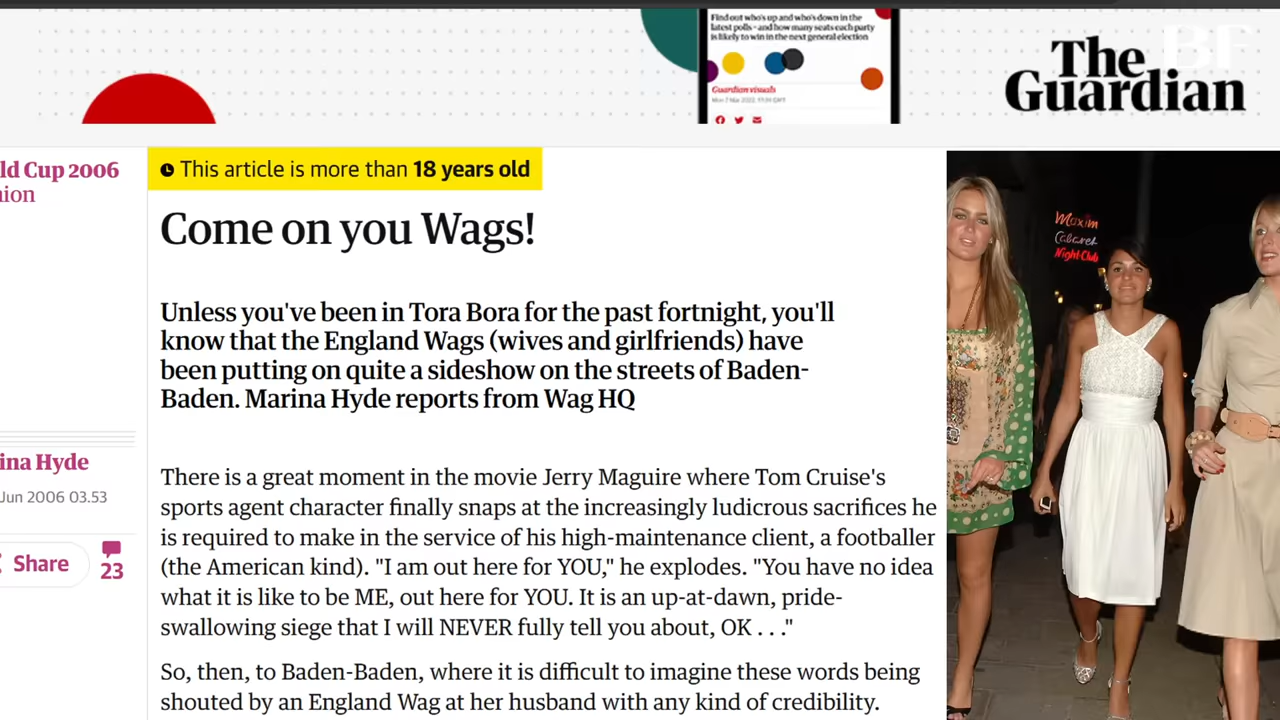 Find out who's up and who's down in the
latest polls – and how many seats each party
is likely to win in the next general election
Guardian visuals
The
Guardian
BF
ld Cup 2006
nion
This article is more than 18 years old
Come on you Wags!
Unless you've been in Tora Bora for the past fortnight, you'll
know that the England Wags (wives and girlfriends) have
been putting on quite a sideshow on the streets of Baden-
Baden. Marina Hyde reports from Wag HQ
ina Hyde
Jun 2006 03.53
Share
23
There is a great moment in the movie Jerry Maguire where Tom Cruise's
sports agent character finally snaps at the increasingly ludicrous sacrifices he
is required to make in the service of his high-maintenance client, a footballer
(the American kind). "I am out here for YOU," he explodes. "You have no idea
what it is like to be ME, out here for YOU. It is an up-at-dawn, pride-
swallowing siege that I will NEVER fully tell you about, OK . . ."
So, then, to Baden-Baden, where it is difficult to imagine these words being
shouted by an England Wag at her husband with any kind of credibility.
Maxim
Cabaret
Night-Club